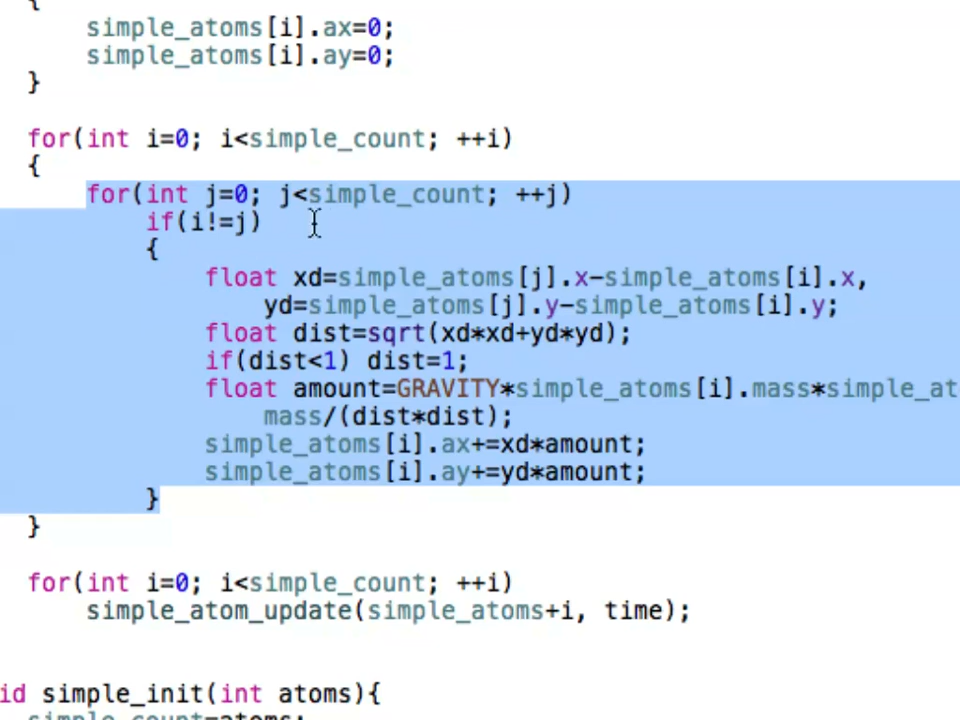 {
simple_atoms[i].ax=0;
simple_atoms[i].ay=0;
}
for(int i=0; i<simple_count; ++i)
{
for(int j=0; j<simple_count; ++j)
if(i!=j)
{
float xd=simple_atoms[j].x-simple_atoms[i].x,
yd=simple_atoms[j].y-simple_atoms[i].y;
float dist=sqrt(xd*xd+yd*yd);
if(dist<1) dist=1;
float amount=GRAVITY*simple_atoms[i].mass*simple_at
mass/(dist*dist);
simple_atoms[i].ax+=xd*amount;
simple_atoms[i].ay+=yd*amount;
}
}
for(int i=0; i<simple_count; ++i)
simple_atom_update(simple_atoms+i, time);
id simple_init(int atoms){
simple_count=atoms;